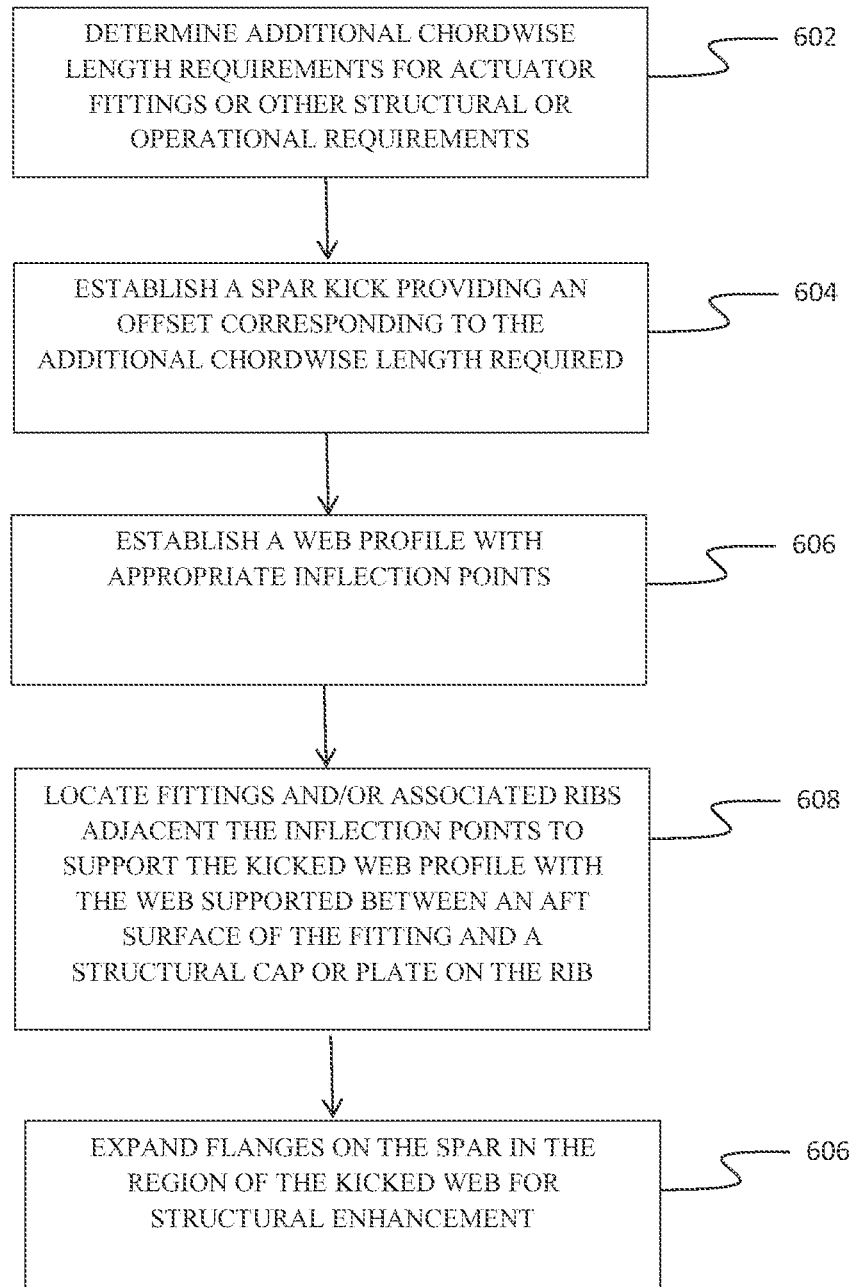 DETERMINE ADDITIONAL CHORDWISE
LENGTH REQUIREMENTS FOR ACTUATOR
FITTINGS OR OTHER STRUCTURAL OR
OPERATIONAL REQUIREMENTS
602
ESTABLISH A SPAR KICK PROVIDING AN
OFFSET CORRESPONDING TO THE
ADDITIONAL CHORDWISE LENGTH REQUIRED
604
ESTABLISH A WEB PROFILE WITH
APPROPRIATE INFLECTION POINTS
606
LOCATE FITTINGS AND/OR ASSOCIATED RIBS
ADJACENT THE INFLECTION POINTS TO
SUPPORT THE KICKED WEB PROFILE WITH
THE WEB SUPPORTED BETWEEN AN AFT
SURFACE OF THE FITTING AND A
STRUCTURAL CAP OR PLATE ON THE RIB
608
EXPAND FLANGES ON THE SPAR IN THE
REGION OF THE KICKED WEB FOR
STRUCTURAL ENHANCEMENT
606